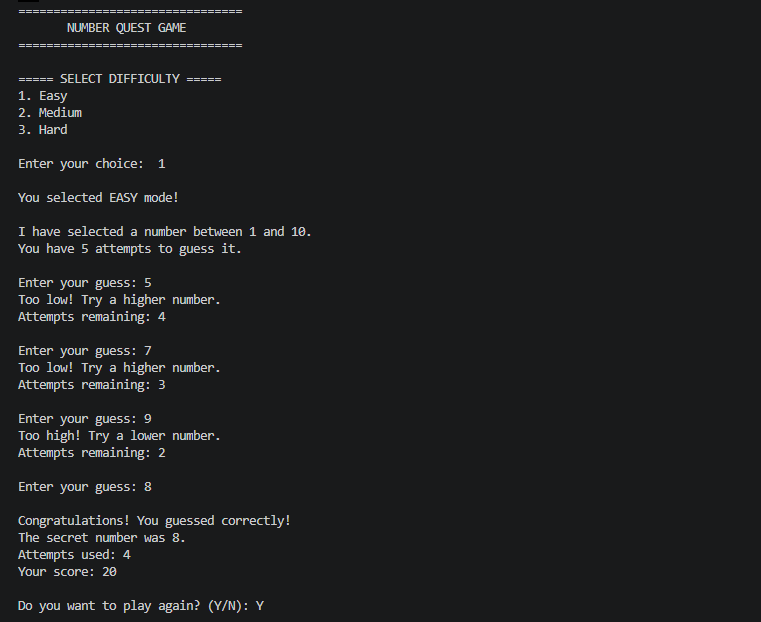 ================================
NUMBER QUEST GAME
================================
===== SELECT DIFFICULTY =====
1. Easy
2. Medium
3. Hard
Enter your choice:  1
You selected EASY mode!
I have selected a number between 1 and 10.
You have 5 attempts to guess it.
Enter your guess: 5
Too low! Try a higher number.
Attempts remaining: 4
Enter your guess: 7
Too low! Try a higher number.
Attempts remaining: 3
Enter your guess: 9
Too high! Try a lower number.
Attempts remaining: 2
Enter your guess: 8
Congratulations! You guessed correctly!
The secret number was 8.
Attempts used: 4
Your score: 20
Do you want to play again? (Y/N): Y